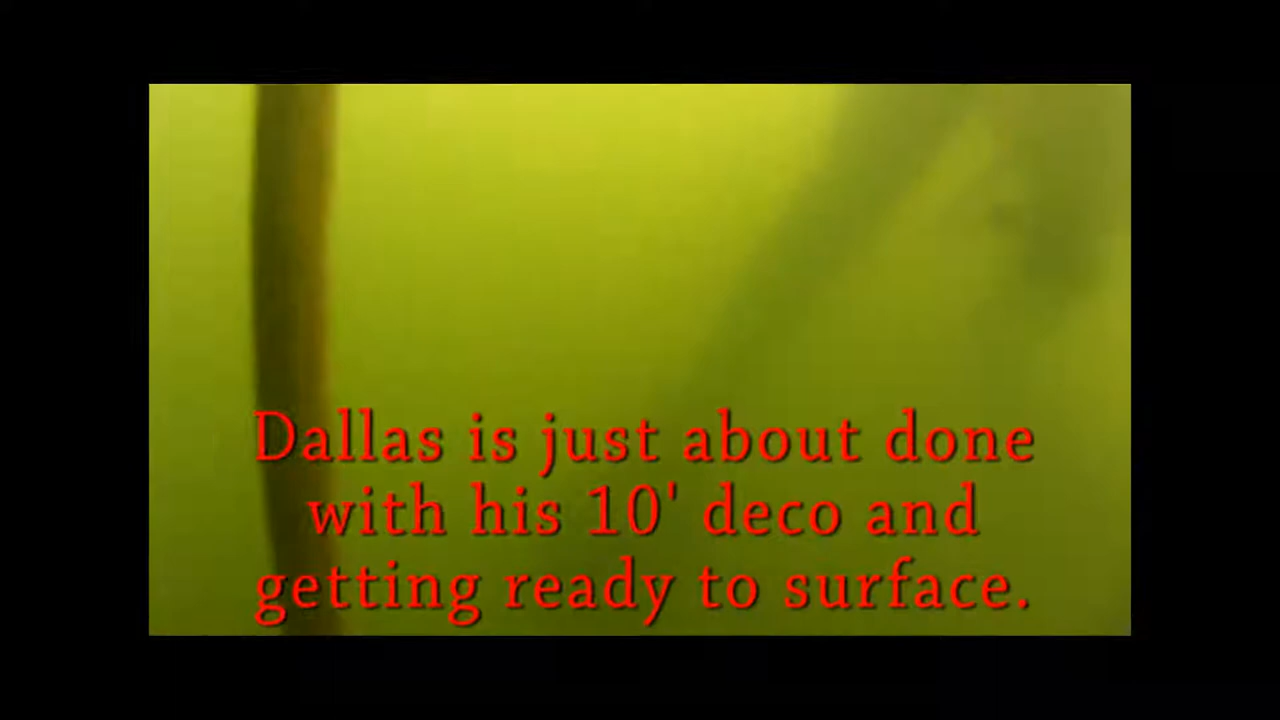 Dallas is just about done
with his 10' deco and
getting ready to surface.